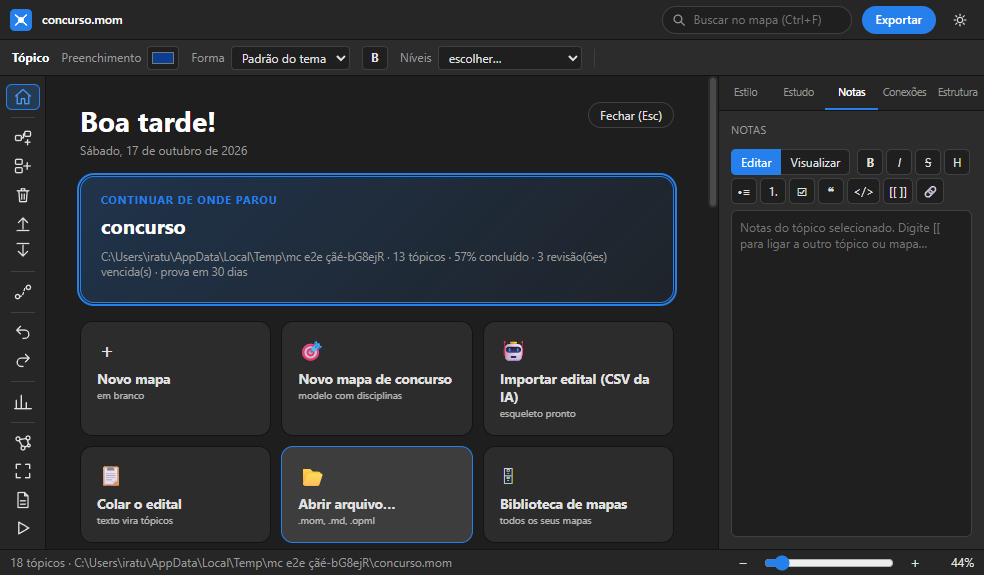 concurso.mom
Buscar no mapa (Ctrl+F)
Exportar
Tópico
Preenchimento
Forma
Padrão do tema
B
Níveis
escolher...
Boa tarde!
Fechar (Esc)
Sábado, 17 de outubro de 2026
CONTINUAR DE ONDE PAROU
concurso
C:\Users\iratu\AppData\Local\Temp\mc e2e çãé-bG8ejR · 13 tópicos · 57% concluído · 3 revisão(ões)
vencida(s) · prova em 30 dias
Novo mapa
em branco
Novo mapa de concurso
modelo com disciplinas
Importar edital (CSV da
IA)
esqueleto pronto
Colar o edital
texto vira tópicos
Abrir arquivo...
.mom, .md, .opml
Biblioteca de mapas
todos os seus mapas
Estilo
Estudo
Notas
Conexões
Estrutura
NOTAS
Editar
Visualizar
B
I
S
H
1.
❝
</>
[[ ]]
Notas do tópico selecionado. Digite [[
para ligar a outro tópico ou mapa...
18 tópicos · C:\Users\iratu\AppData\Local\Temp\mc e2e çãé-bG8ejR\concurso.mom
− +
44%